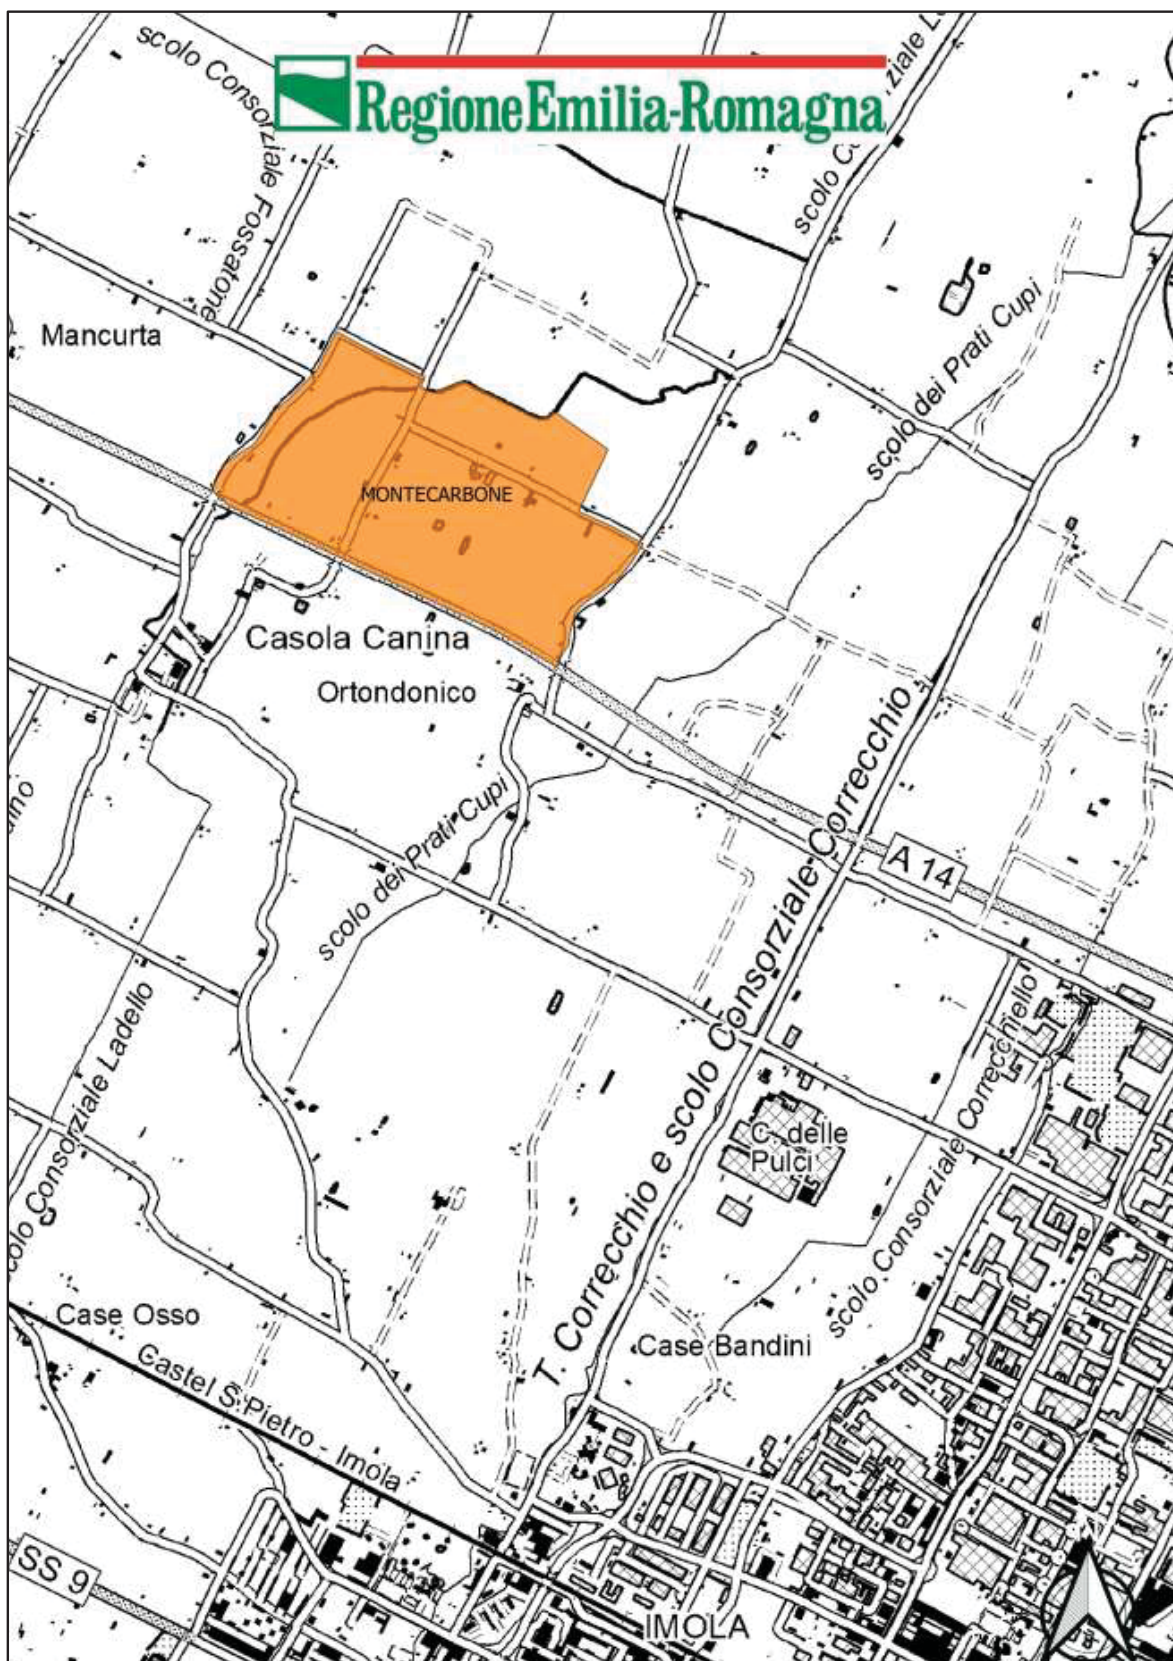 scolo Consorziale Fossatone
RegioneEmilia-Romagna
scolo Co
ziale L
Mancurta
scolo dei Prati Cupi
MONTECARBONE
Casola Canina
Ortondonico
scolo dei Prati Cupi
A 14
T. Correcchio e scolo Consorziale Correcchio
scolo Consorziale Ladello
C. delle
Pulci
scolo Consorziale Correcchiello
Case Osso
Castel S.Pietro - Imola
Case Bandini
SS 9
IMOLA